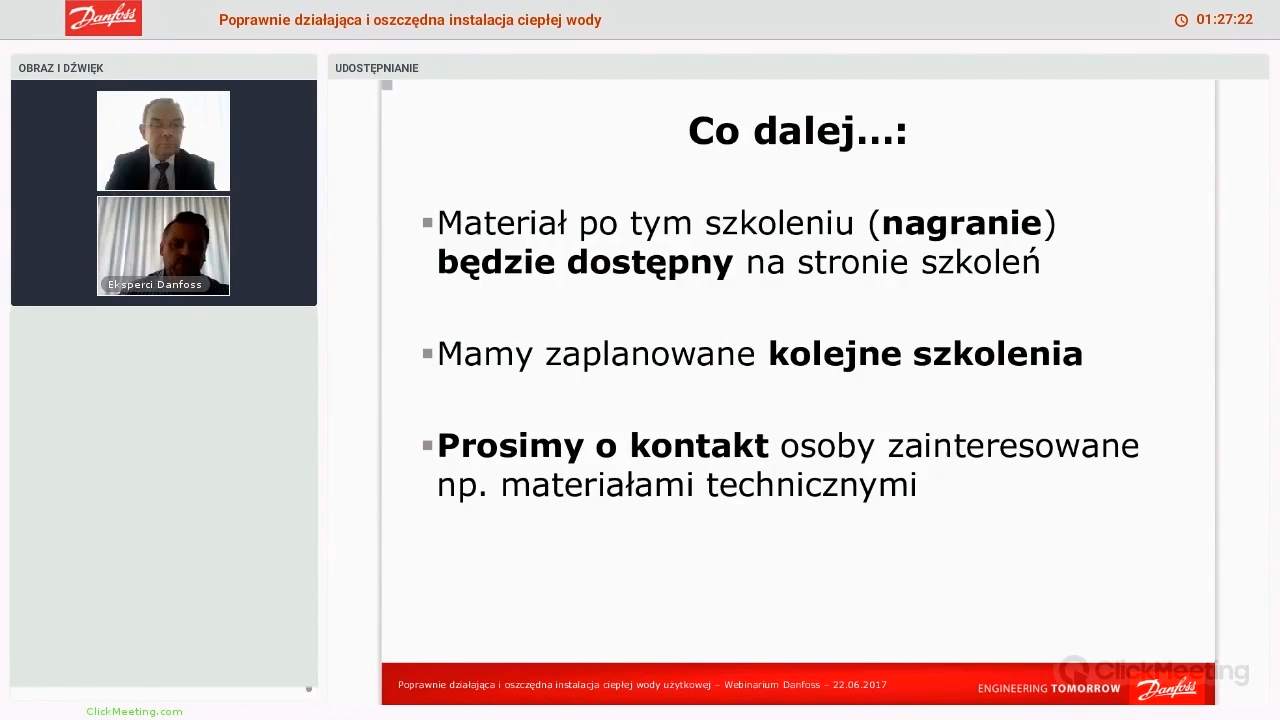 Danfoss
Poprawnie działająca i oszczędna instalacja ciepłej wody
01:27:22
OBRAZ I DŹWIĘK
UDOSTĘPNIANIE
Eksperci Danfoss
Co dalej...:
Materiał po tym szkoleniu (nagranie)
będzie dostępny na stronie szkoleń
Mamy zaplanowane kolejne szkolenia
Prosimy o kontakt osoby zainteresowane
np. materiałami technicznymi
Poprawnie działająca i oszczędna instalacja ciepłej wody użytkowej – Webinarium Danfoss – 22.06.2017
ENGINEERING TOMORROW
Danfoss
ClickMeeting
ClickMeeting.com